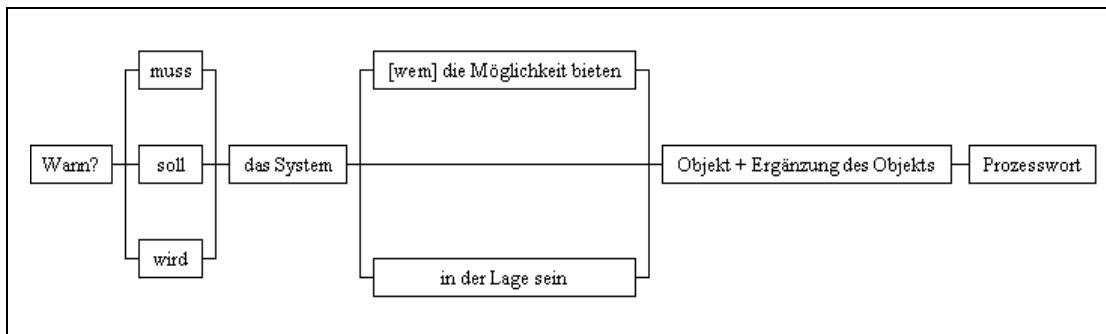 Wann?
muss
soll
wird
das System
[wem] die Möglichkeit bieten
in der Lage sein
Objekt + Ergänzung des Objekts
Prozesswort